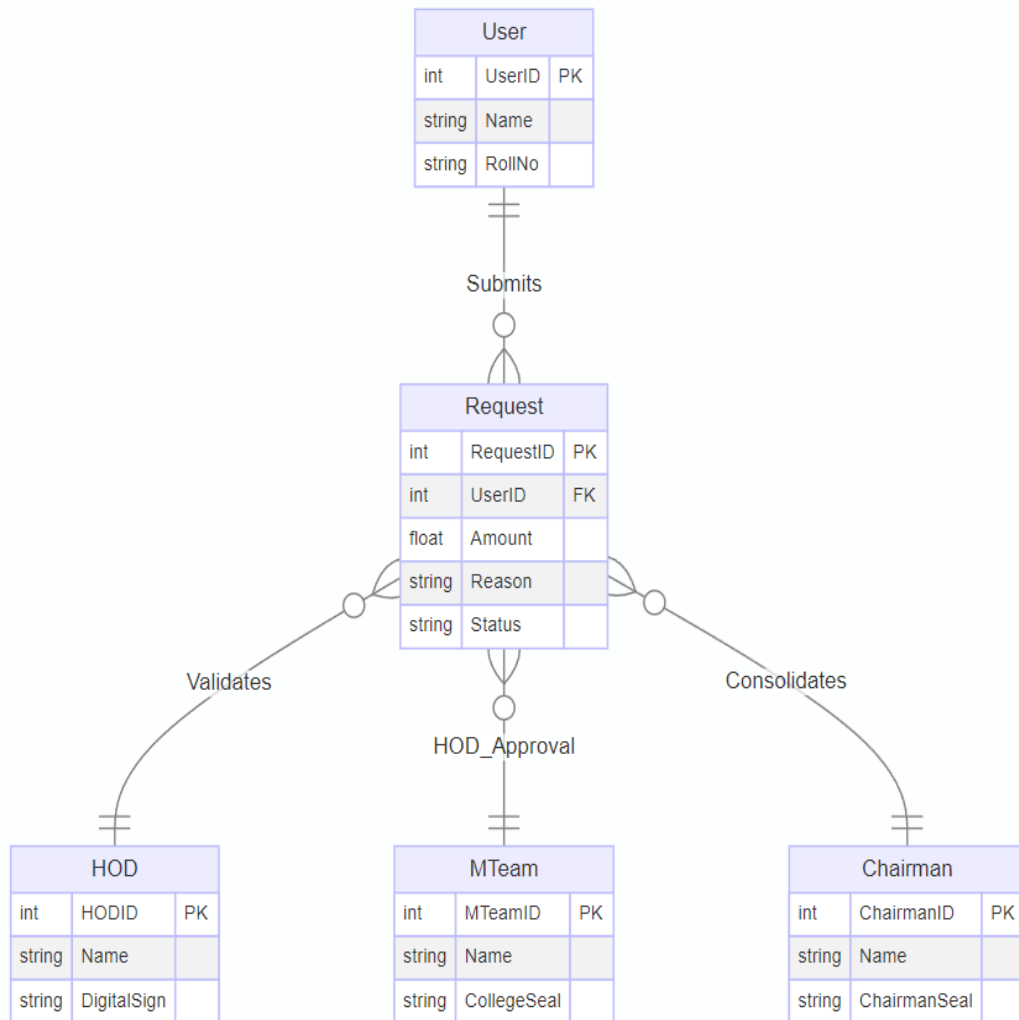 User
int UserID PK
string Name
string RollNo
Submits
Request
int RequestID PK
int UserID FK
float Amount
string Reason
string Status
Validates
Consolidates
HOD_Approval
HOD
int HODID PK
string Name
string DigitalSign
MTeam
int MTeamID PK
string Name
string CollegeSeal
Chairman
int ChairmanID PK
string Name
string ChairmanSeal